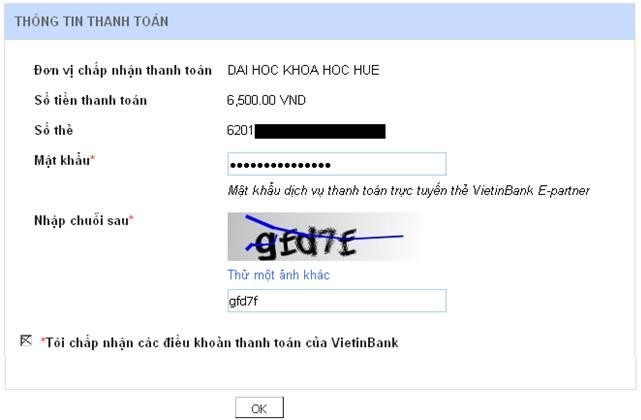 THÔNG TIN THANH TOÁN
Đơn vị chấp nhận thanh toán DAI HOC KHOA HOC HUE
Số tiền thanh toán 6,500.00 VND
Số thẻ 6201
Mật khẩu*
Mật khẩu dịch vụ thanh toán trực tuyến thẻ VietinBank E-partner
Nhập chuỗi sau* gfd7f
Thử một ảnh khác
gfd7f
*Tôi chấp nhận các điều khoản thanh toán của VietinBank
OK